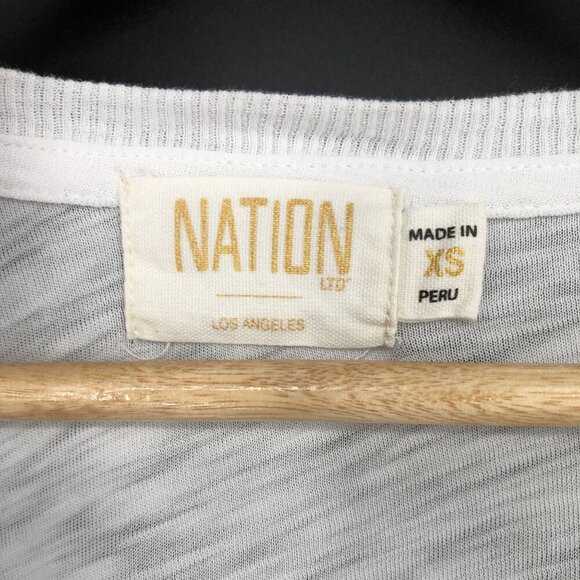 NATION
LTD
LOS ANGELES
MADE IN
XS
PERU